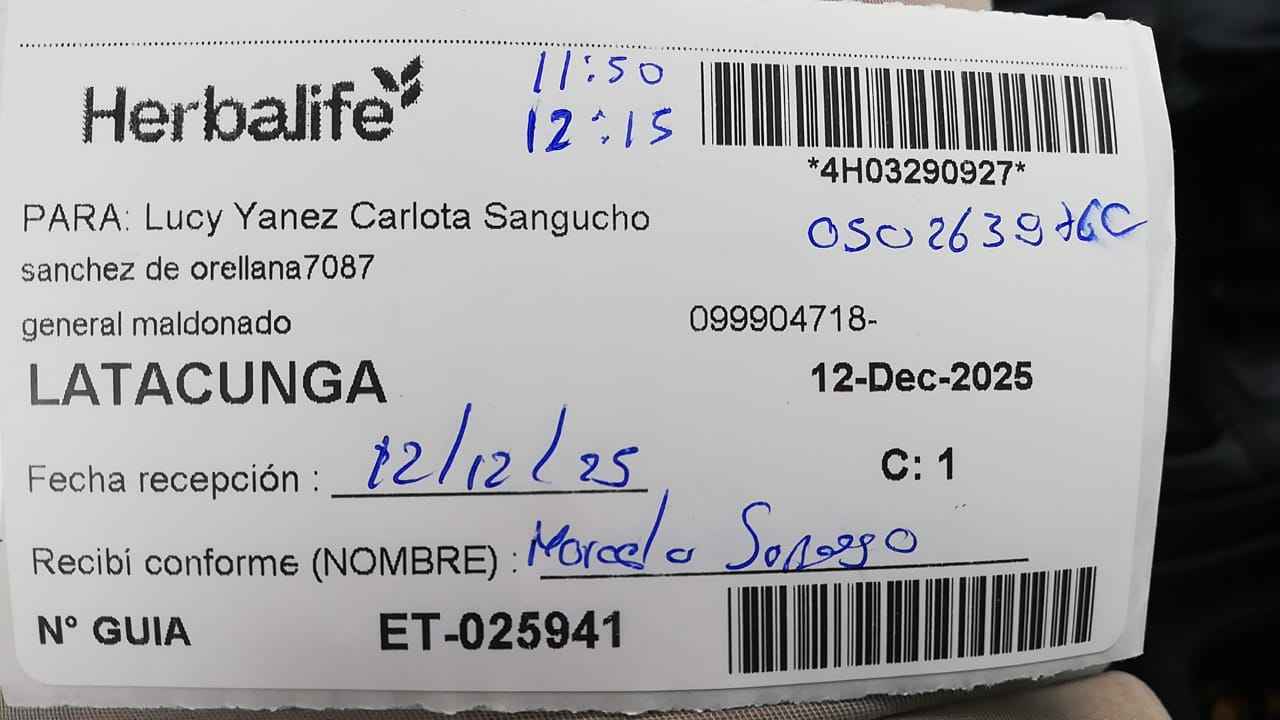 Herbalife
11:50
12:15
*4H03290927*
PARA: Lucy Yanez Carlota Sangucho
sanchez de orellana7087
general maldonado
099904718-
LATACUNGA
12-Dec-2025
Fecha recepción : 12/12/25
C: 1
Recibí conforme (NOMBRE) : Marcelo
N° GUIA
ET-025941